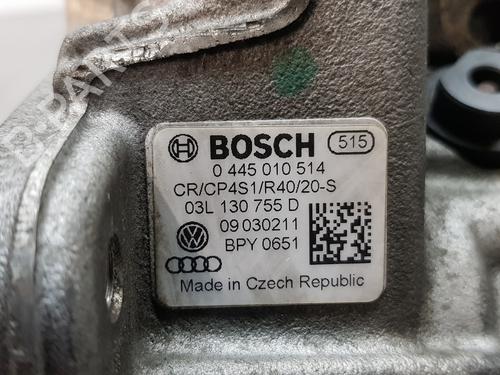 BOSCH 515
0 445 010 514
CR/CP4S1/R40/20-S
03L 130 755 D
09 030211
BPY 0651
Made in Czech Republic
B-PARTS